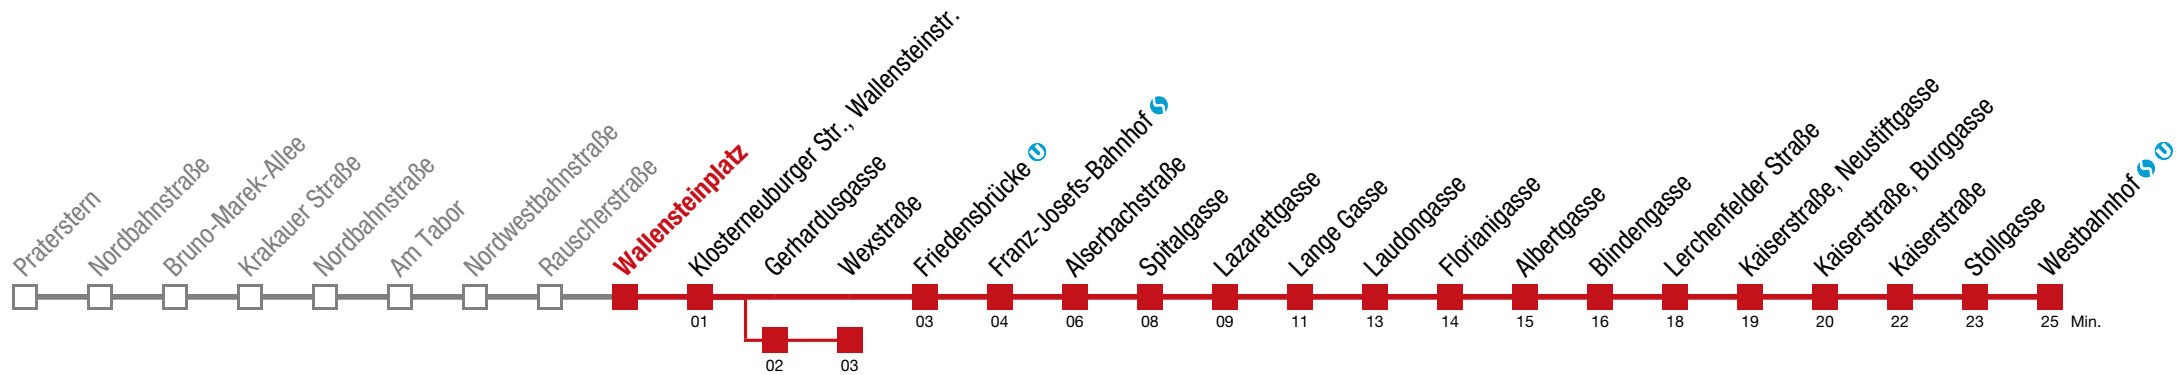 Praterstern
Nordbahnstraße
Bruno-Marek-Allee
Krakauer Straße
Nordbahnstraße
Am Tabor
Nordwestbahnstraße
Rauscherstraße
Wallensteinplatz
Klosterneuburger Str., Wallensteinstr.
Gerhardusgasse
Wexstraße
Friedensbrücke U
Franz-Josefs-Bahnhof S
Alserbachstraße
Spitalgasse
Lazarettgasse
Lange Gasse
Laudongasse
Florianigasse
Albertgasse
Blindengasse
Lerchenfelder Straße
Kaiserstraße, Neustiftgasse
Kaiserstraße, Burggasse
Kaiserstraße
Stollgasse
Westbahnhof S U
01 03 04 06 08 09 11 13 14 15 16 18 19 20 22 23 25 Min.
02 03